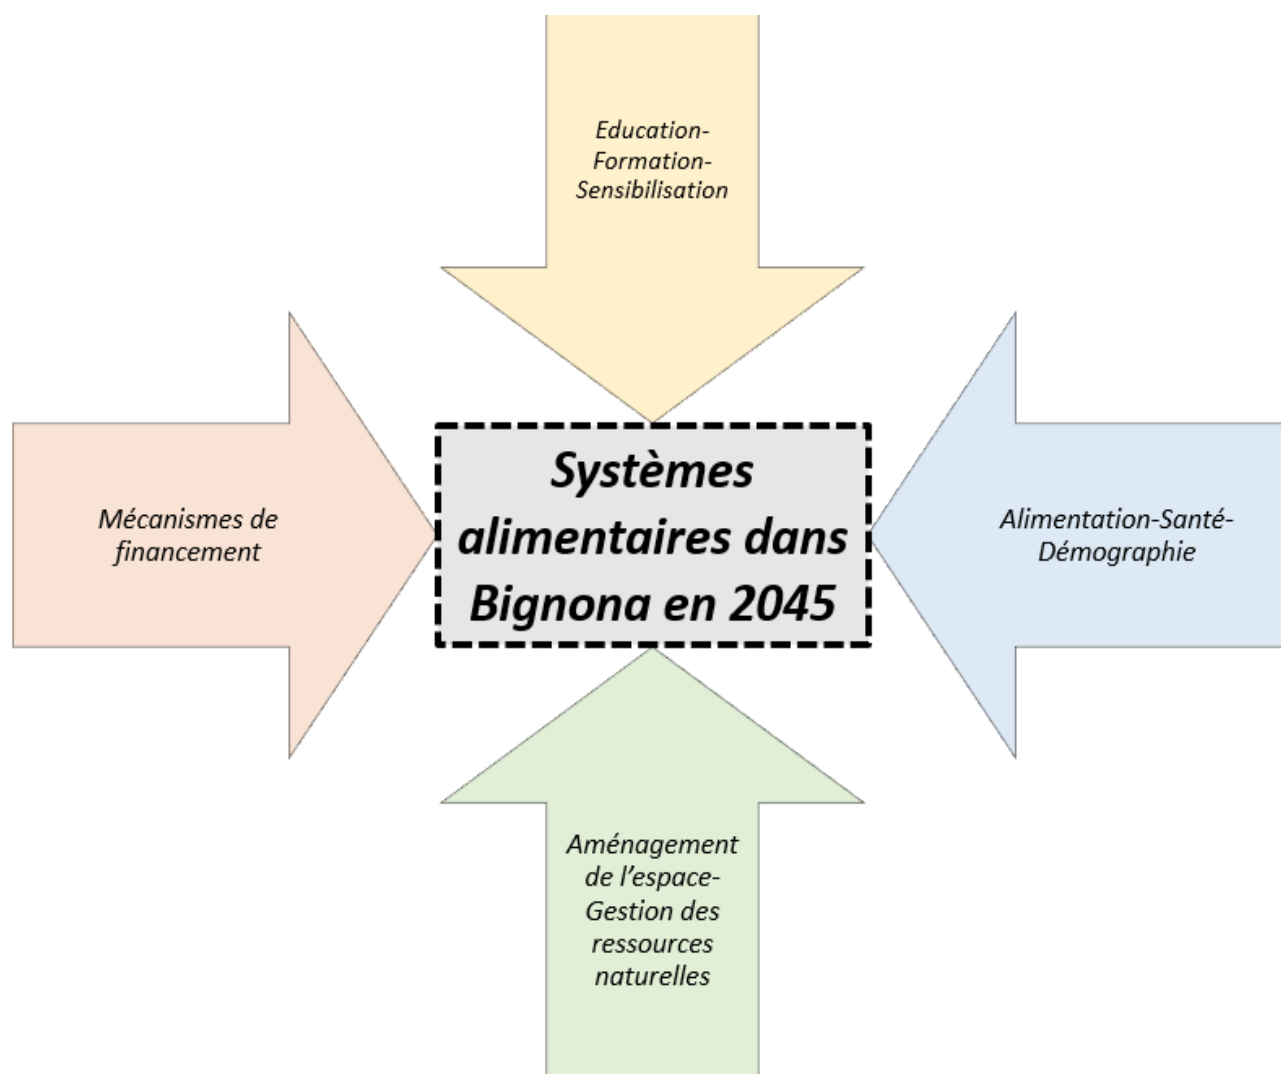 Education-
Formation-
Sensibilisation
Systèmes
alimentaires dans
Bignona en 2045
Mécanismes de
financement
Alimentation-Santé-
Démographie
Aménagement
de l’espace-
Gestion des
ressources
naturelles